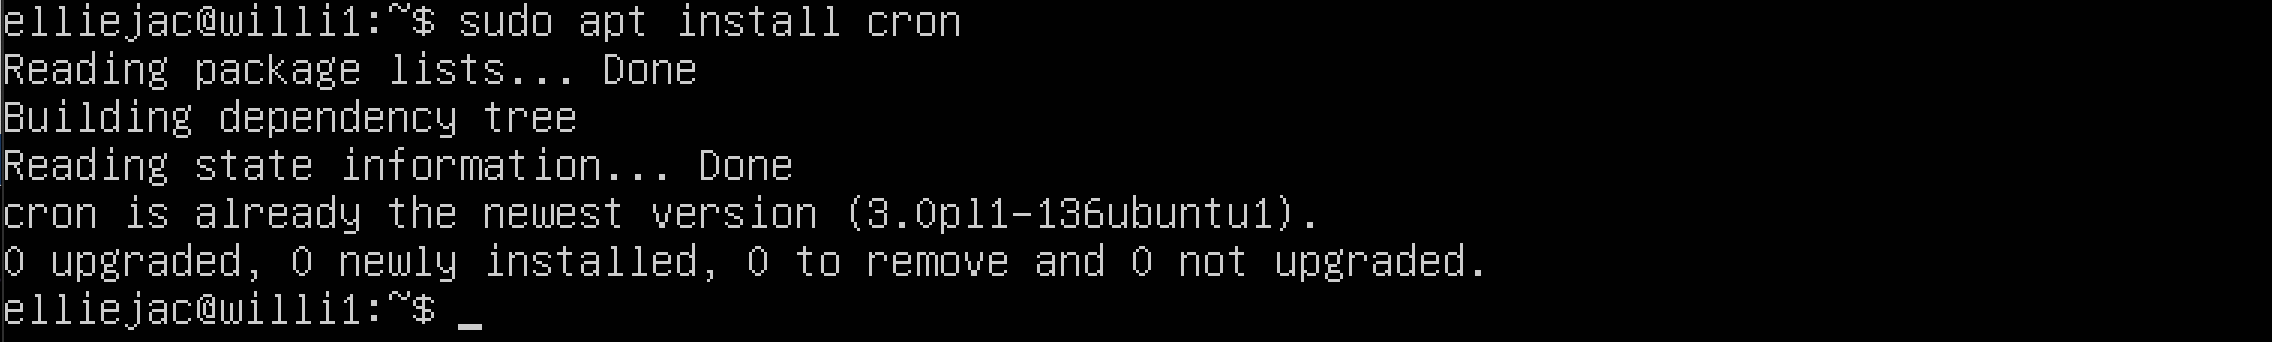 elliejac@willi1:~$ sudo apt install cron
Reading package lists... Done
Building dependency tree
Reading state information... Done
cron is already the newest version (3.0pl1-136ubuntu1).
0 upgraded, 0 newly installed, 0 to remove and 0 not upgraded.
elliejac@willi1:~$ _